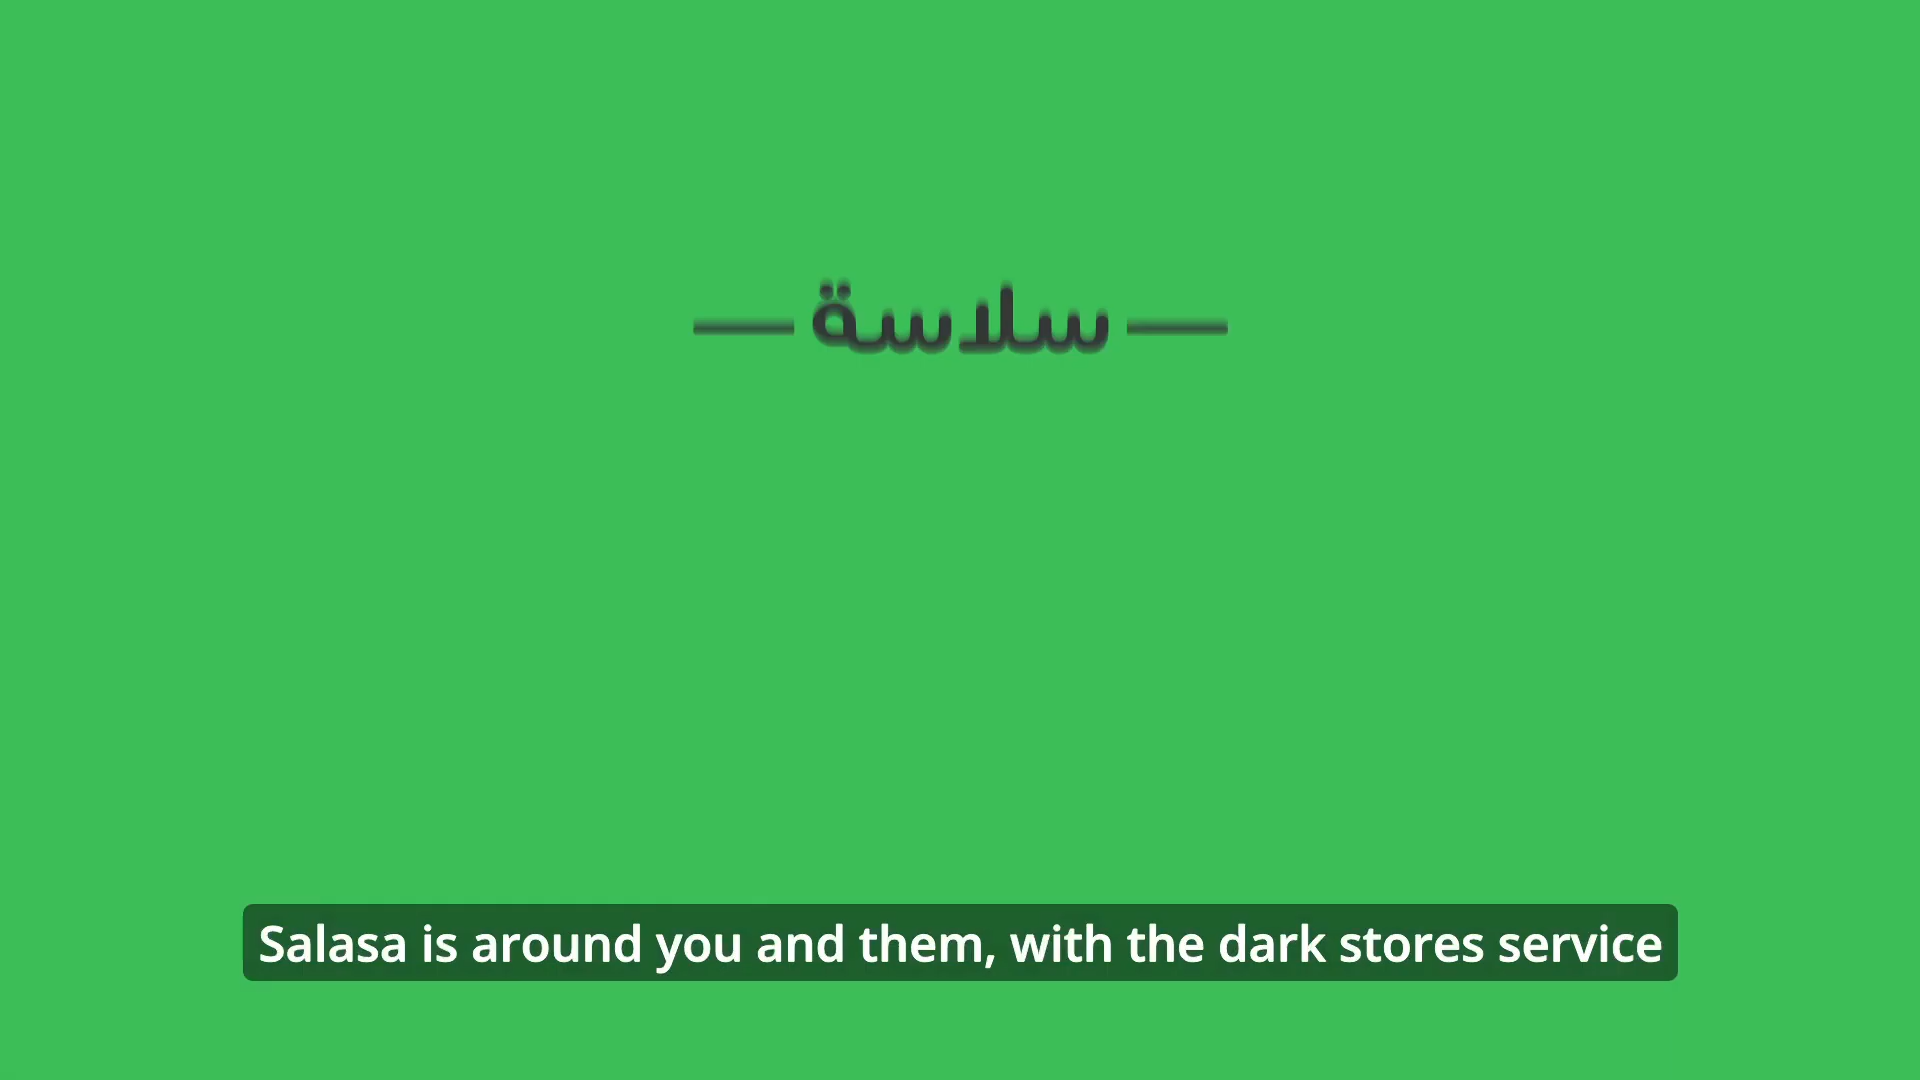 — سلاسة —
Salasa is around you and them, with the dark stores service